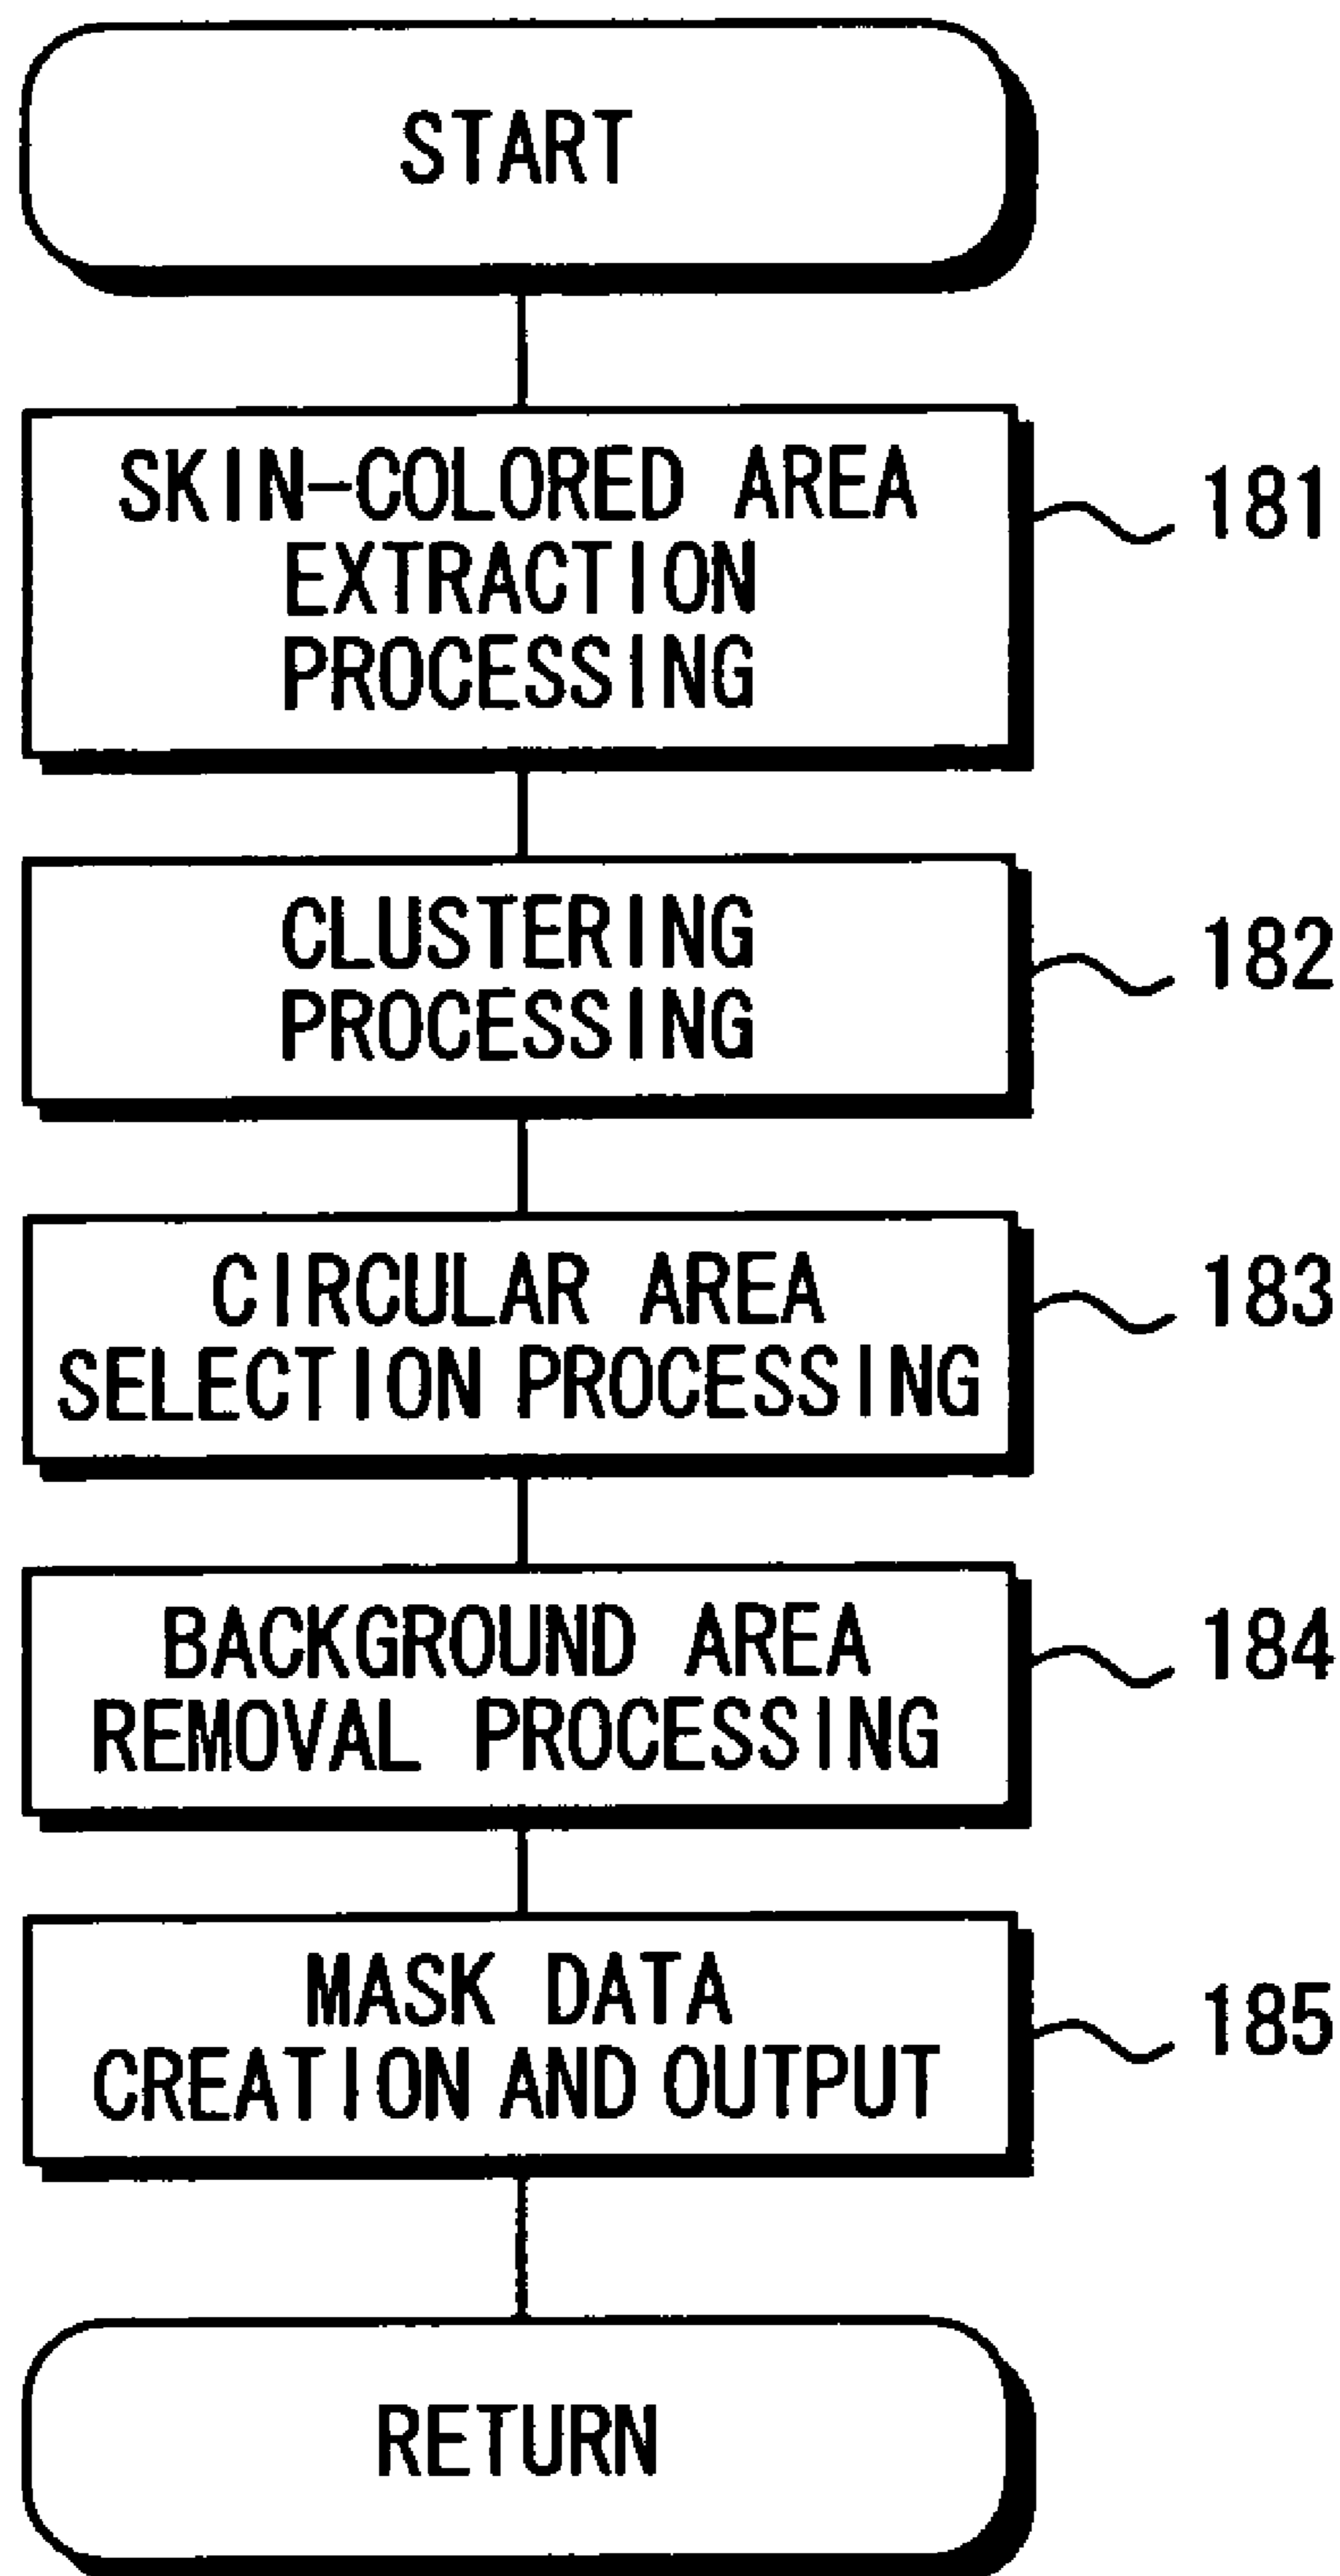 START
SKIN-COLORED AREA
EXTRACTION
PROCESSING
181
CLUSTERING
PROCESSING
182
CIRCULAR AREA
SELECTION PROCESSING
183
BACKGROUND AREA
REMOVAL PROCESSING
184
MASK DATA
CREATION AND OUTPUT
185
RETURN